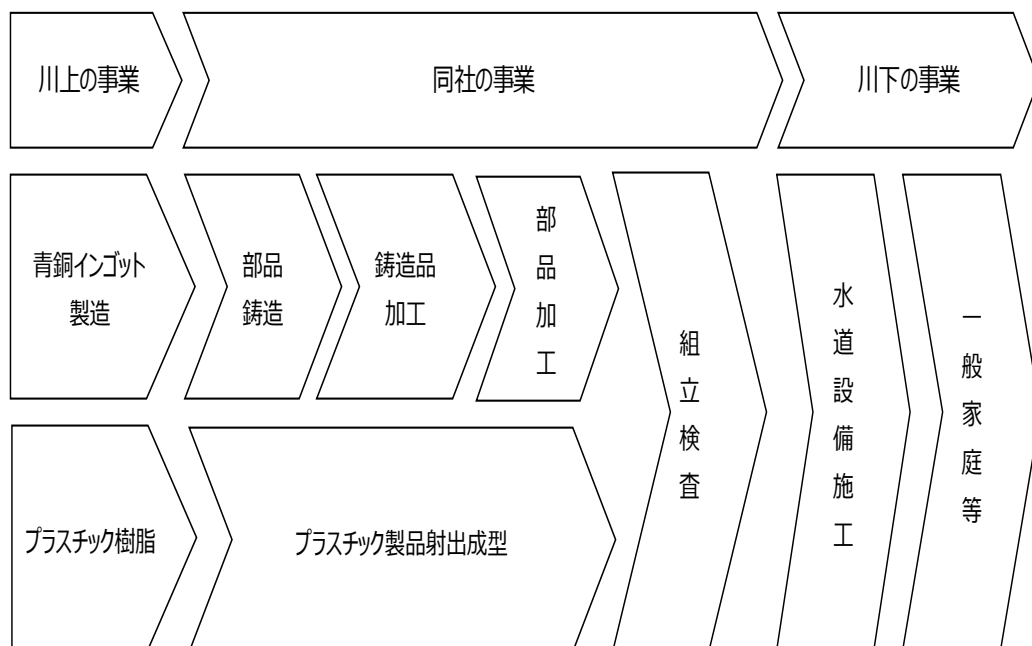 川上の事業
同社の事業
川下の事業
青銅インゴット
製造
部品
鋳造
鋳造品
加工
部品加工
組立検査
水道設備施工
一般家庭等
プラスチック樹脂
プラスチック製品射出成型